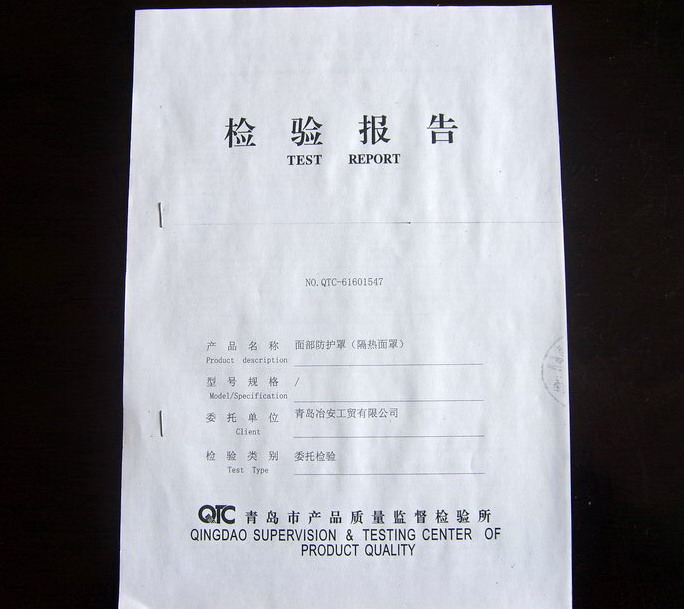 检验报告
TEST REPORT
NO.QTC-61601547
产品名称 面部防护罩（隔热面罩）
Product description
型号规格 /
Model/Specification
委托单位 青岛冶安工贸有限公司
Client
检验类别 委托检验
Test Type
QTC 青岛市产品质量监督检验所
QINGDAO SUPERVISION & TESTING CENTER OF
PRODUCT QUALITY